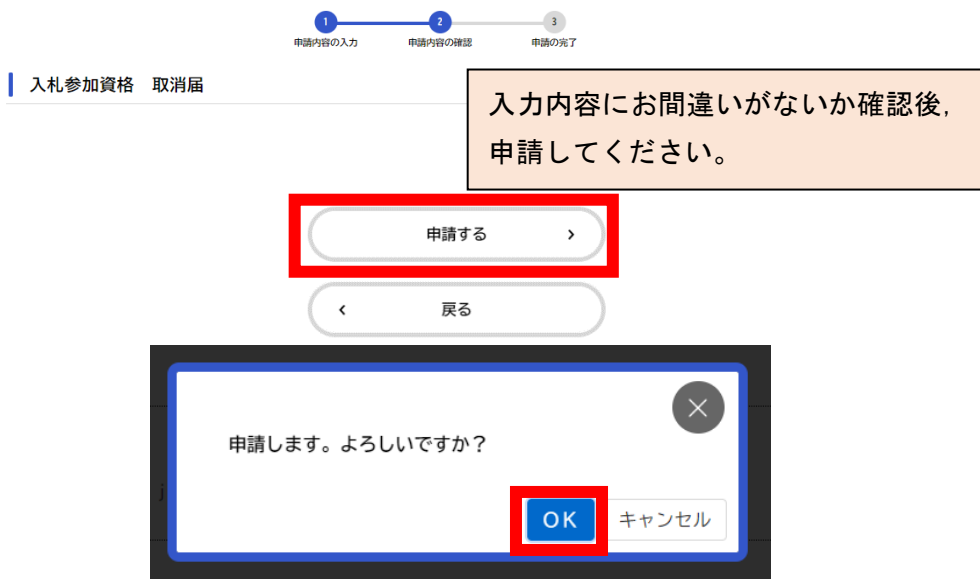 1 2 3
申請内容の入力 申請内容の確認 申請の完了
入札参加資格 取消届
入力内容にお間違いがないか確認後,
申請してください。
申請する ›
‹ 戻る
申請します。よろしいですか？
j
OK キャンセル